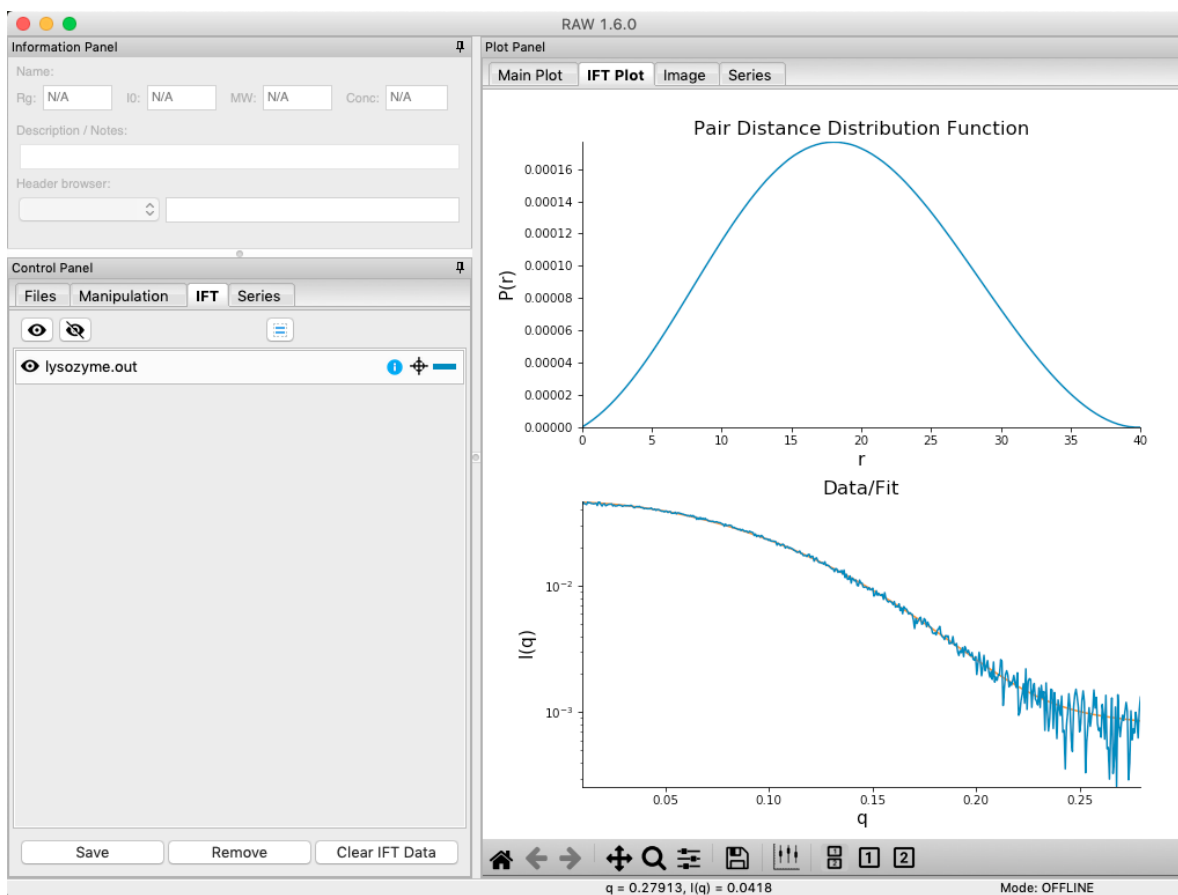 RAW 1.6.0
Information Panel
Name:
Rg: N/A I0: N/A MW: N/A Conc: N/A
Description / Notes:
Header browser:
Control Panel
Files Manipulation IFT Series
lysozyme.out
Save Remove Clear IFT Data
Plot Panel
Main Plot IFT Plot Image Series
Pair Distance Distribution Function
P(r)
0.00016
0.00014
0.00012
0.00010
0.00008
0.00006
0.00004
0.00002
0.00000
0 5 10 15 20 25 30 35 40
r
Data/Fit
I(q)
10⁻²
10⁻³
0.05 0.10 0.15 0.20 0.25
q
1 2
q = 0.27913, I(q) = 0.0418 Mode: OFFLINE